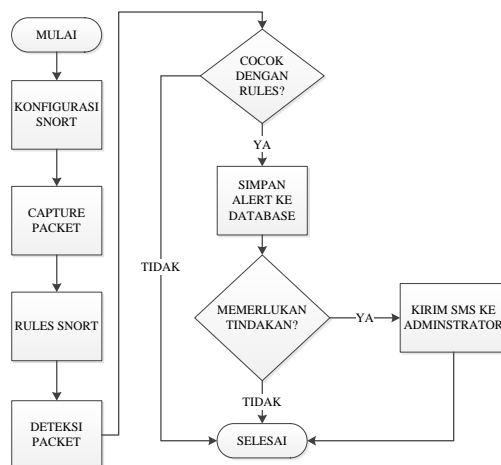 MULAI
KONFIGURASI
SNORT
CAPTURE
PACKET
RULES SNORT
DETEKSI
PACKET
COCOK
DENGAN
RULES?
YA
SIMPAN
ALERT KE
DATABASE
TIDAK
MEMERLUKAN
TINDAKAN?
YA
KIRIM SMS KE
ADMINSTRATOR
TIDAK
SELESAI